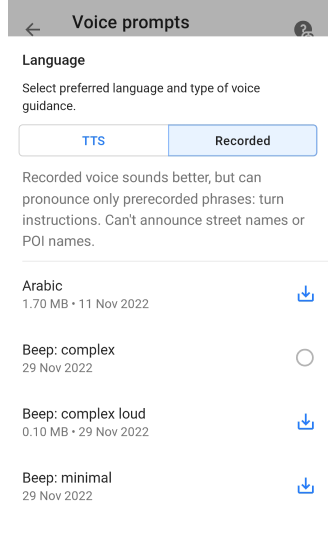 Voice prompts
Language
Select preferred language and type of voice
guidance.
TTS
Recorded
Recorded voice sounds better, but can
pronounce only prerecorded phrases: turn
instructions. Can't announce street names or
POI names.
Arabic
1.70 MB • 11 Nov 2022
Beep: complex
29 Nov 2022
Beep: complex loud
0.10 MB • 29 Nov 2022
Beep: minimal
29 Nov 2022